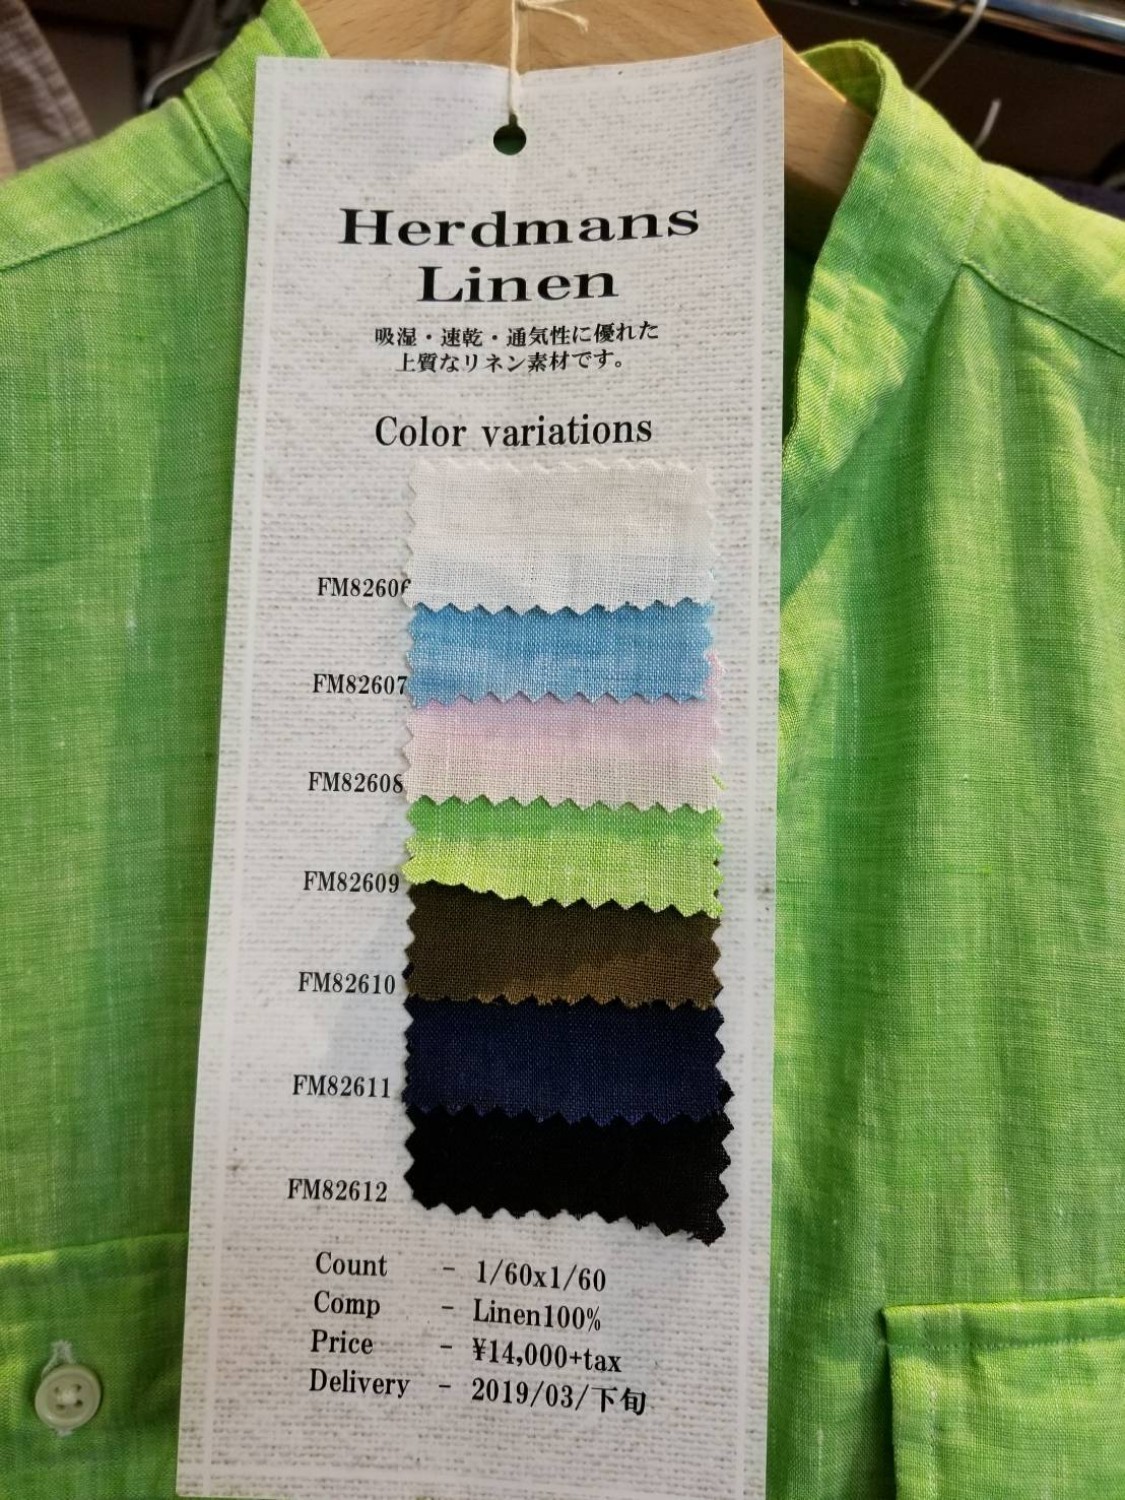 Herdmans
Linen
吸湿・速乾・通気性に優れた
上質なリネン素材です。
Color variations
FM82606
FM82607
FM82608
FM82609
FM82610
FM82611
FM82612
Count - 1/60x1/60
Comp - Linen100%
Price - ¥14,000+tax
Delivery - 2019/03/下旬